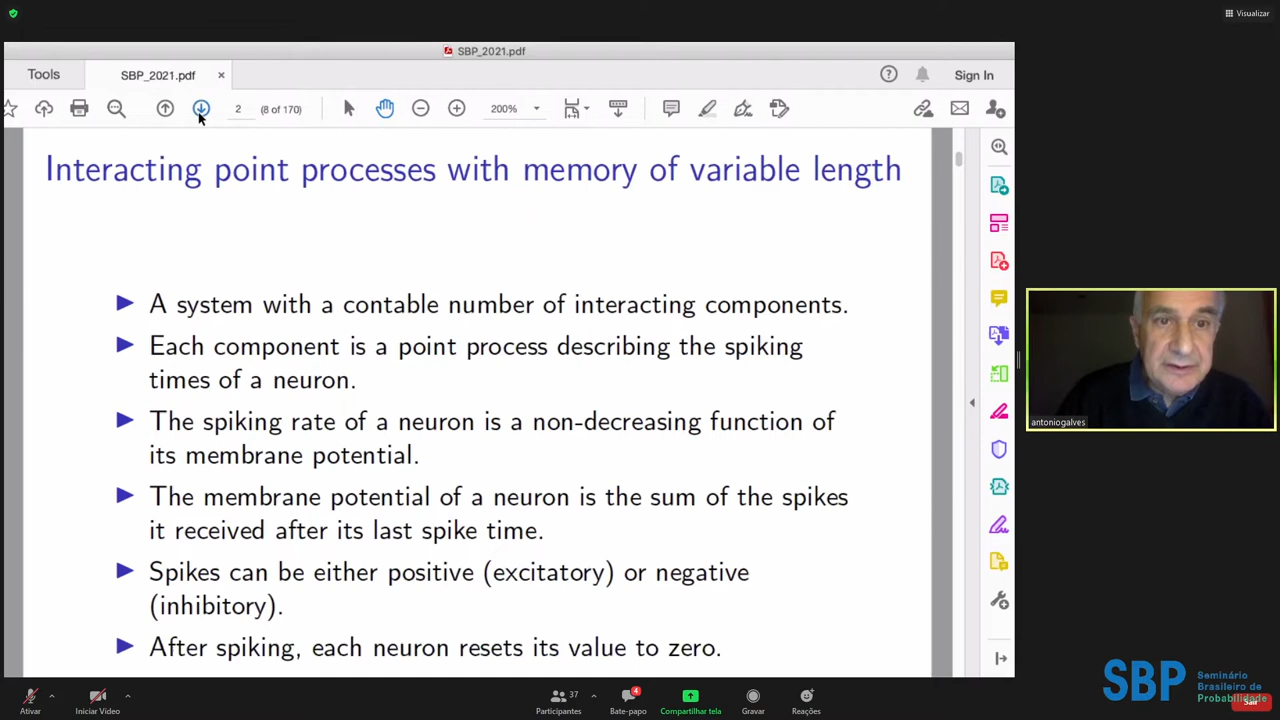 Visualizar
SBP_2021.pdf
Tools
SBP_2021.pdf ×
Sign In
2 (8 of 170)
200%
Interacting point processes with memory of variable length
A system with a contable number of interacting components.
Each component is a point process describing the spiking
times of a neuron.
The spiking rate of a neuron is a non-decreasing function of
its membrane potential.
The membrane potential of a neuron is the sum of the spikes
it received after its last spike time.
Spikes can be either positive (excitatory) or negative
(inhibitory).
After spiking, each neuron resets its value to zero.
antoniogalves
SBP
Seminário
Brasileiro de
Probabilidade
Ativar
Iniciar Vídeo
37
Participantes
4
Bate-papo
Compartilhar tela
Gravar
Reações
Sair